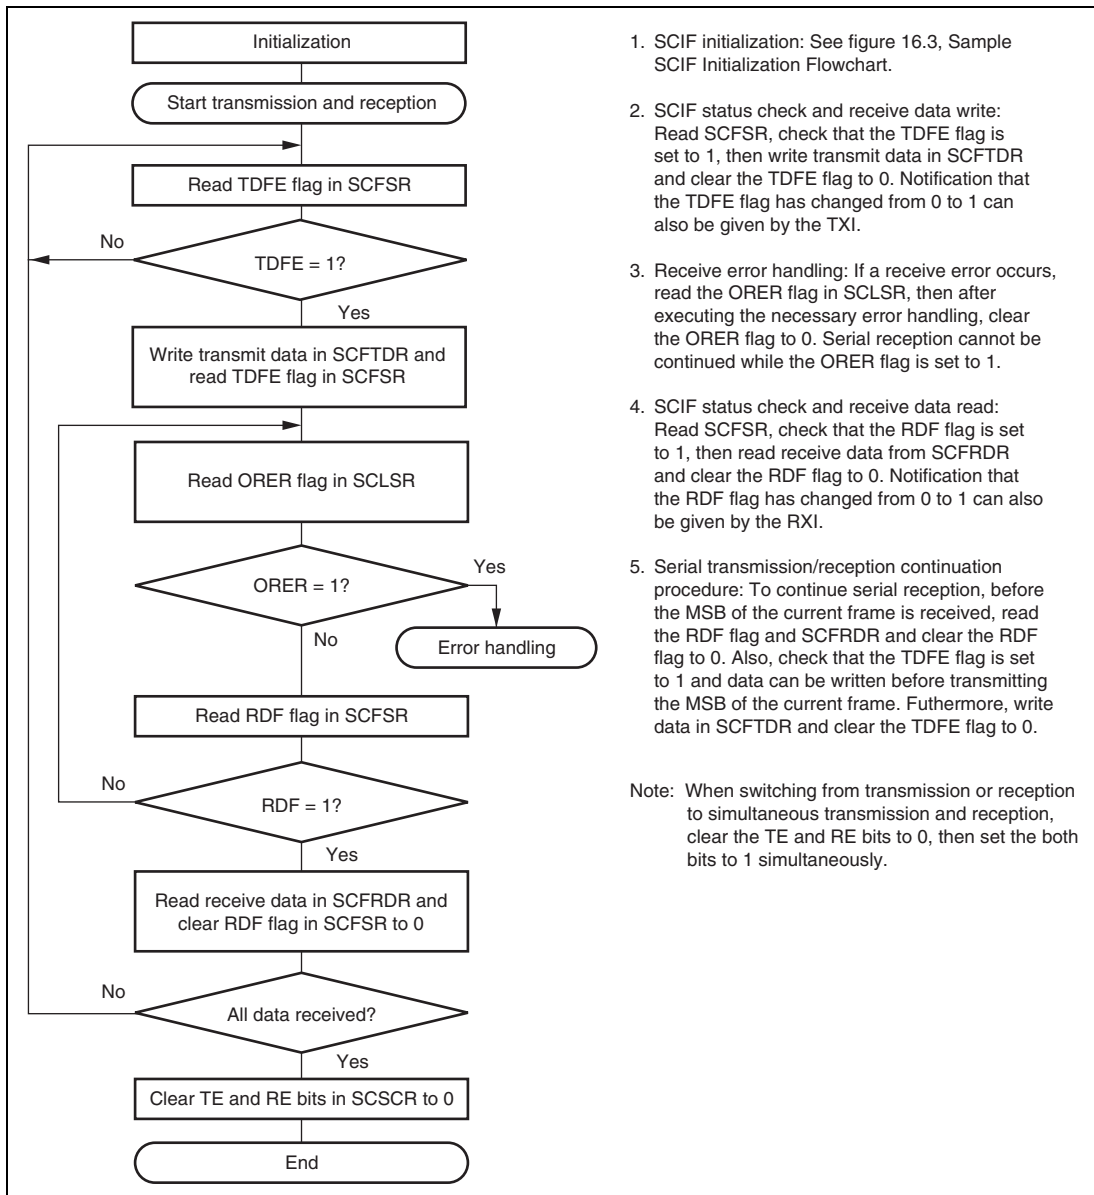 Initialization
Start transmission and reception
Read TDFE flag in SCFSR
No
TDFE = 1?
Yes
Write transmit data in SCFTDR and
read TDFE flag in SCFSR
Read ORER flag in SCLSR
ORER = 1?
Yes
No
Error handling
Read RDF flag in SCFSR
No
RDF = 1?
Yes
Read receive data in SCFRDR and
clear RDF flag in SCFSR to 0
No
All data received?
Yes
Clear TE and RE bits in SCSCR to 0
End
1. SCIF initialization: See figure 16.3, Sample
SCIF Initialization Flowchart.
2. SCIF status check and receive data write:
Read SCFSR, check that the TDFE flag is
set to 1, then write transmit data in SCFTDR
and clear the TDFE flag to 0. Notification that
the TDFE flag has changed from 0 to 1 can
also be given by the TXI.
3. Receive error handling: If a receive error occurs,
read the ORER flag in SCLSR, then after
executing the necessary error handling, clear
the ORER flag to 0. Serial reception cannot be
continued while the ORER flag is set to 1.
4. SCIF status check and receive data read:
Read SCFSR, check that the RDF flag is set
to 1, then read receive data from SCFRDR
and clear the RDF flag to 0. Notification that
the RDF flag has changed from 0 to 1 can also
be given by the RXI.
5. Serial transmission/reception continuation
procedure: To continue serial reception, before
the MSB of the current frame is received, read
the RDF flag and SCFRDR and clear the RDF
flag to 0. Also, check that the TDFE flag is set
to 1 and data can be written before transmitting
the MSB of the current frame. Futhermore, write
data in SCFTDR and clear the TDFE flag to 0.
Note: When switching from transmission or reception
to simultaneous transmission and reception,
clear the TE and RE bits to 0, then set the both
bits to 1 simultaneously.